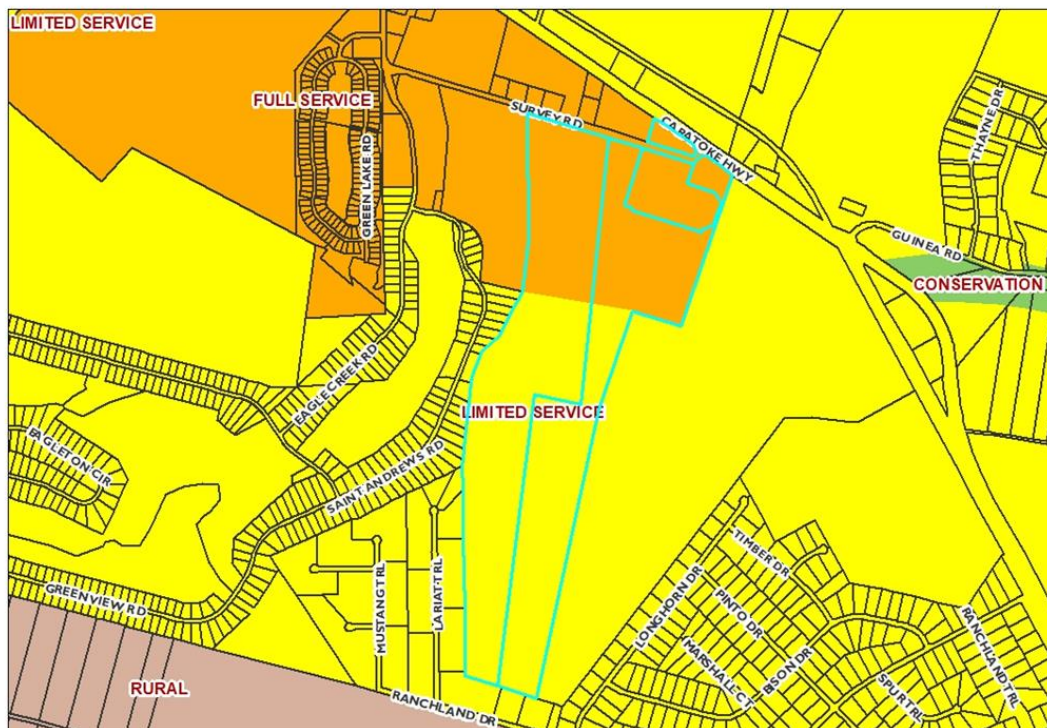 LIMITED SERVICE
FULL SERVICE
SURVEY RD
CAPATOKE HWY
THAYNE DR
GREEN LAKE RD
GUINEA RD
CONSERVATION
EAGLE CREEK RD
LIMITED SERVICE
EAGLETON CIR
SAINT ANDREWS RD
TIMBER DR
LONGHORN DR
PINTO DR
GREENVIEW RD
MUSTANG TRL
LARIAT TRL
MARSHALL CT
BISON DR
RANCHLAND TRL
SPUR TRL
RURAL
RANCHLAND DR